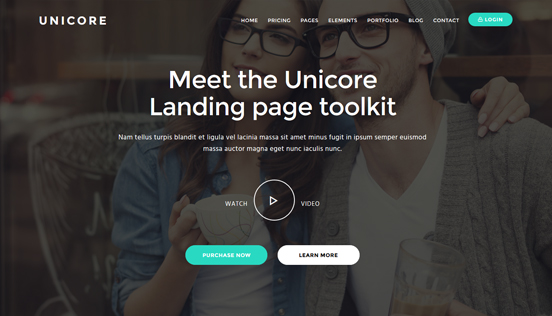 UNICORE
HOME PRICING PAGES ELEMENTS PORTFOLIO BLOG CONTACT LOGIN
Meet the Unicore
Landing page toolkit
Nam tellus turpis blandit et ligula vel lacinia massa sit amet minus fugit in ipsum semper euismod
massa auctor magna eget nunc iaculis nunc.
WATCH VIDEO
PURCHASE NOW LEARN MORE